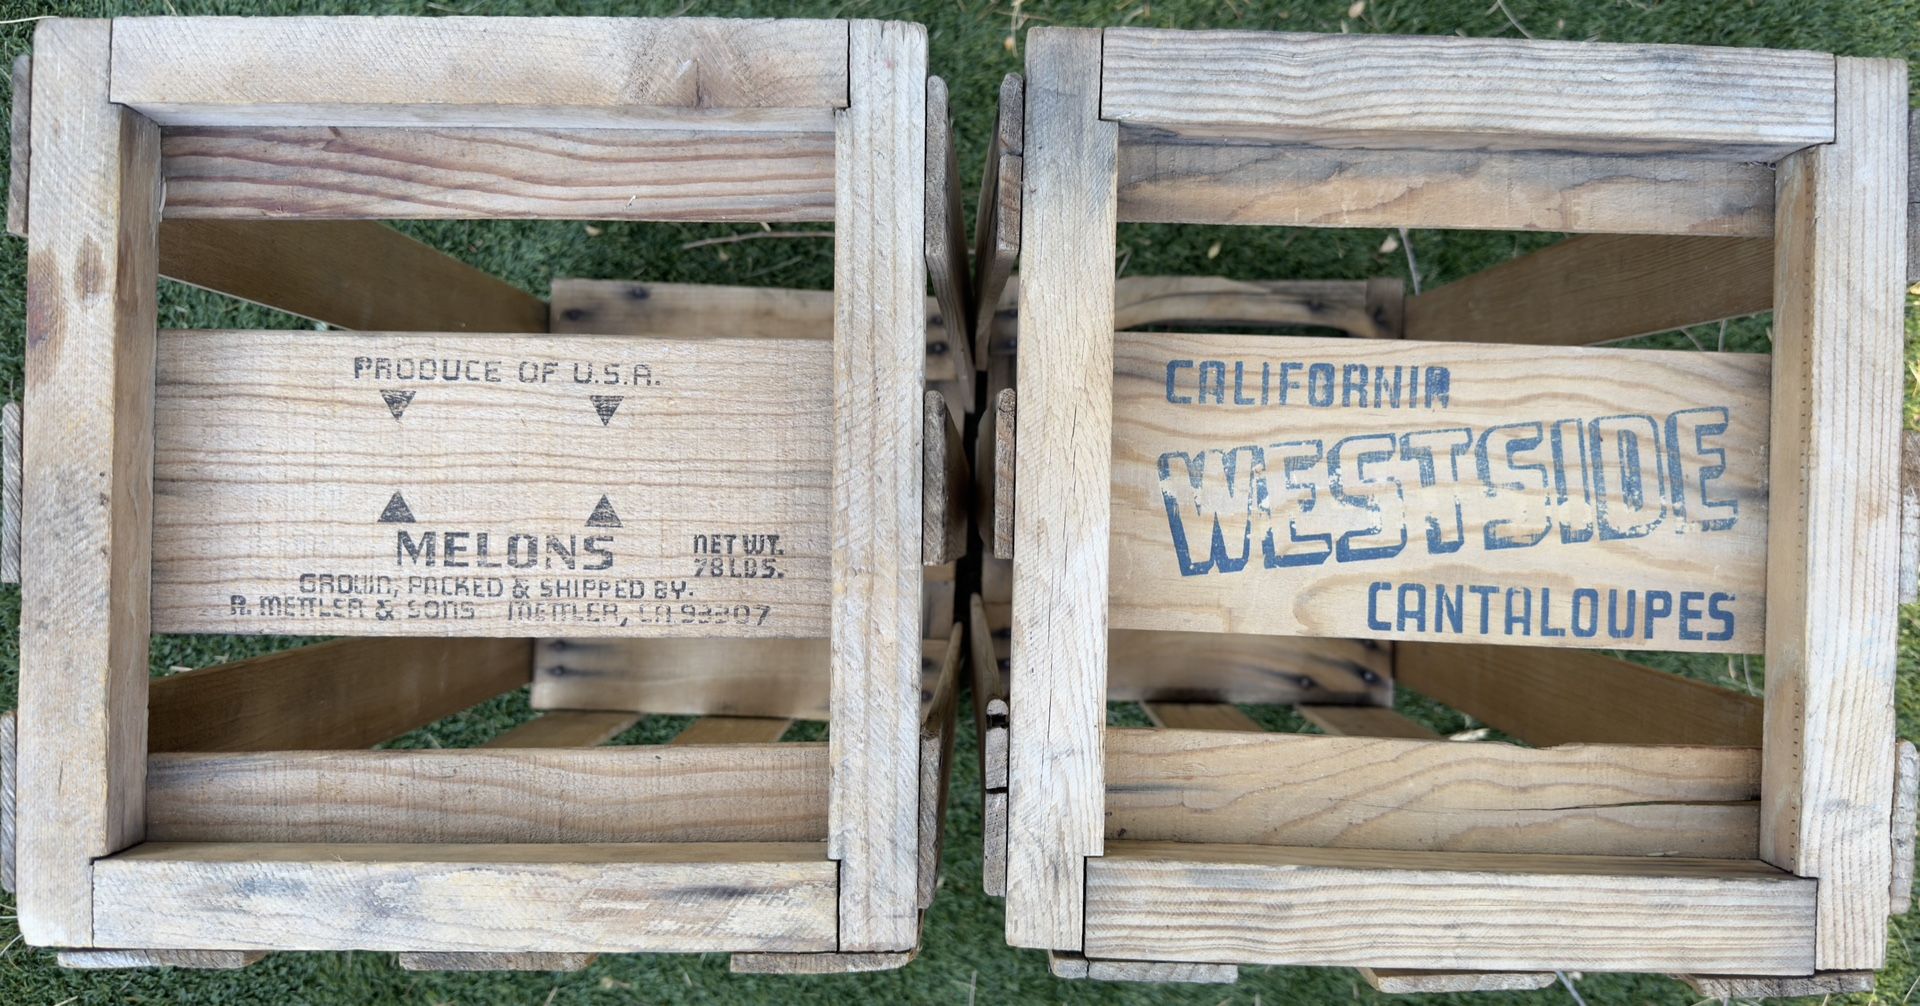 PRODUCE OF U.S.A.
MELONS
NET WT.
78 LBS.
GROWN, PACKED & SHIPPED BY.
A. METTLER & SONS METTLER, CA 93307
CALIFORNIA
WESTSIDE
CANTALOUPES